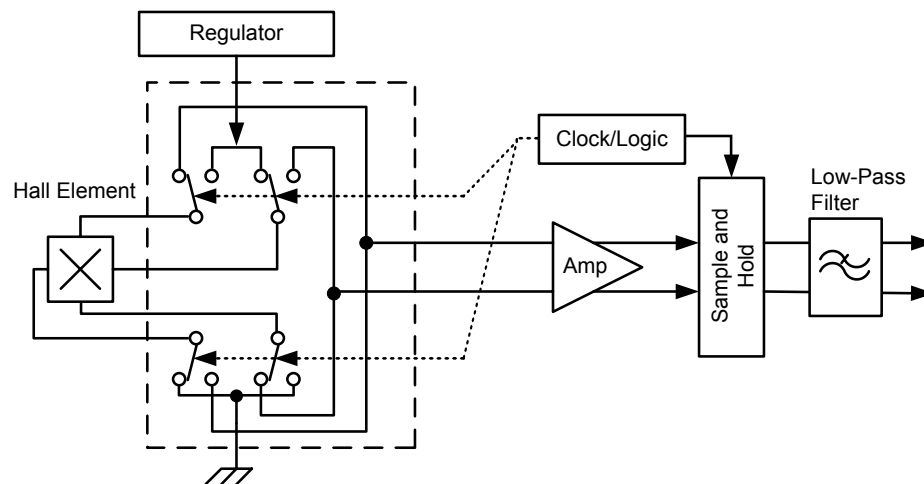 Regulator
Clock/Logic
Hall Element
Low-Pass
Filter
Amp
Sample and
Hold